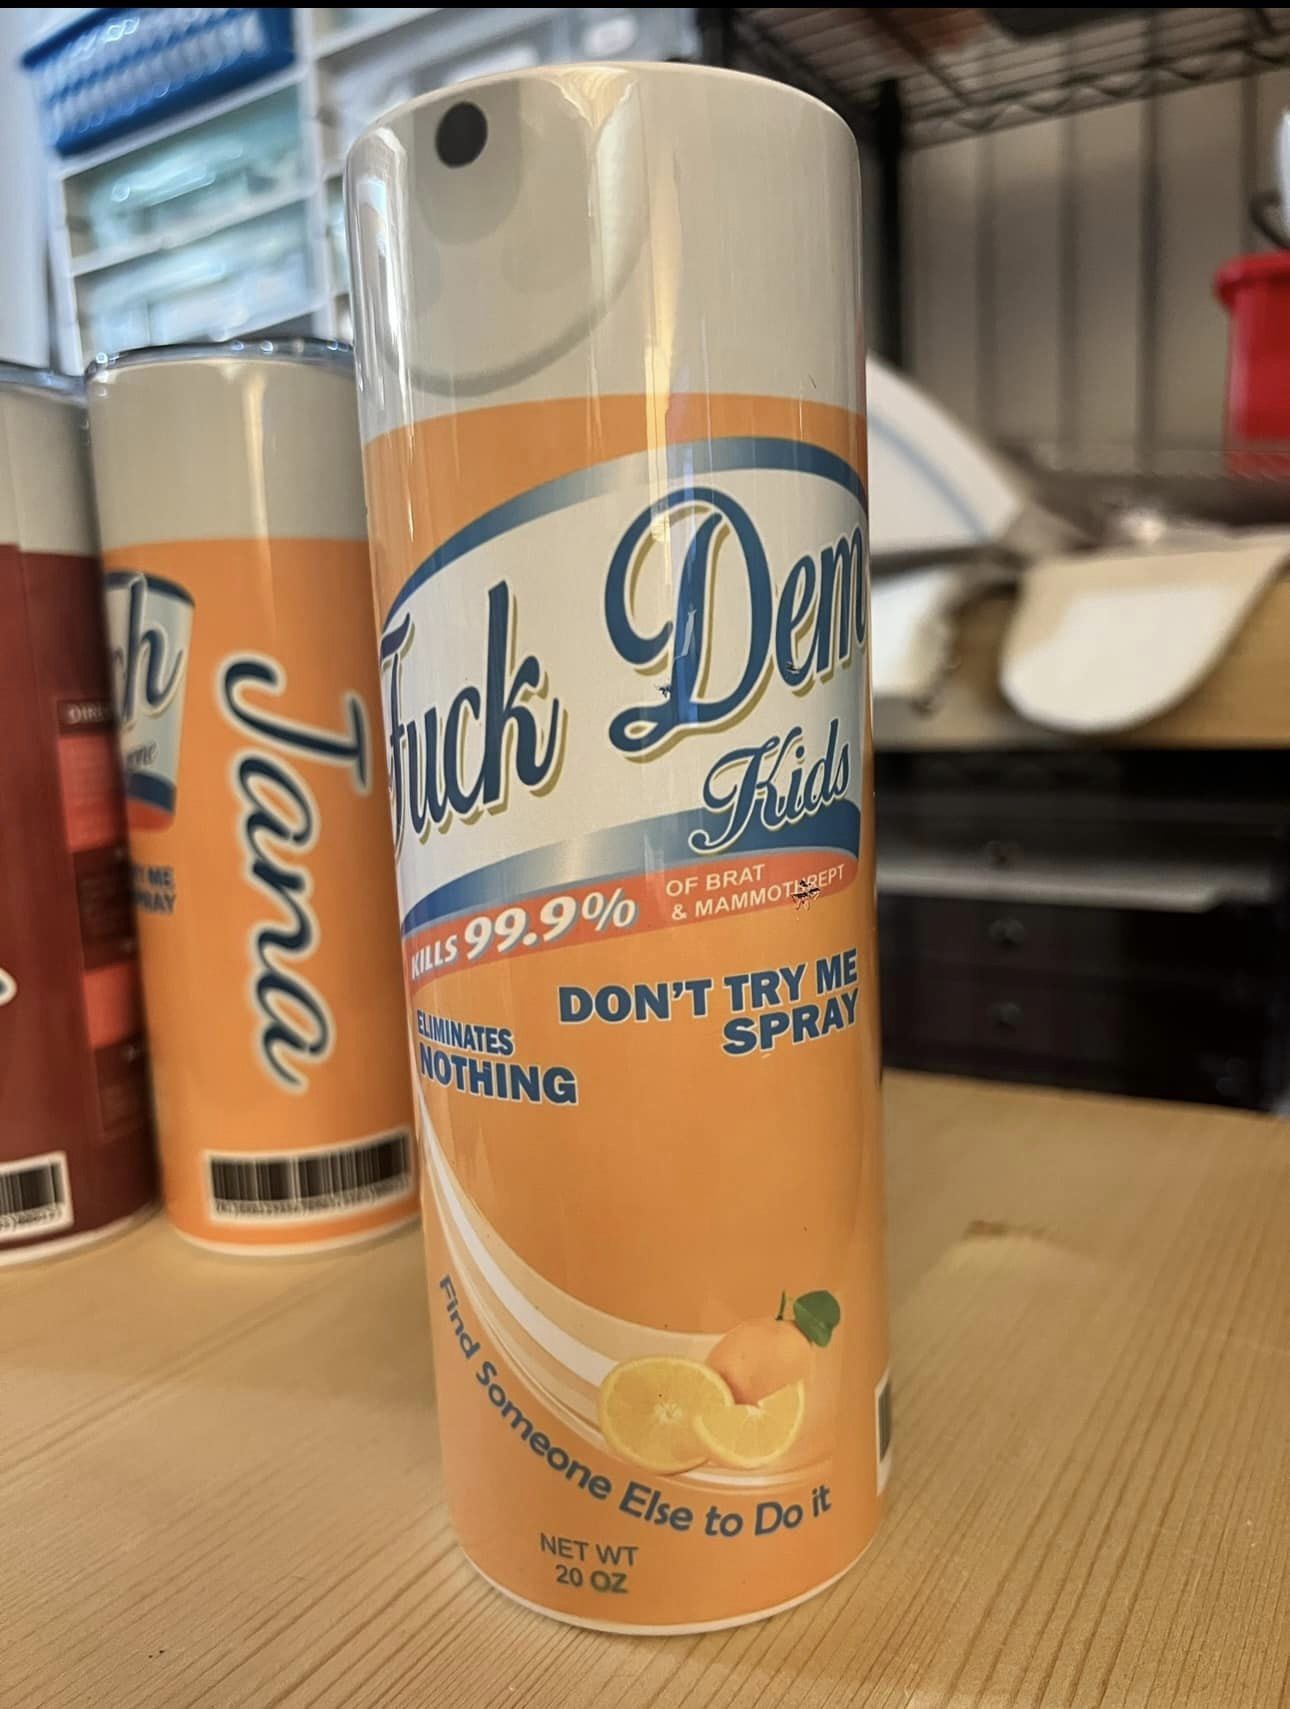 Fuck Dem
Kids
KILLS 99.9%
OF BRAT
& MAMMOTHREPT
DON'T TRY ME
SPRAY
ELIMINATES
NOTHING
Find Someone Else to Do it
NET WT
20 OZ
Jana